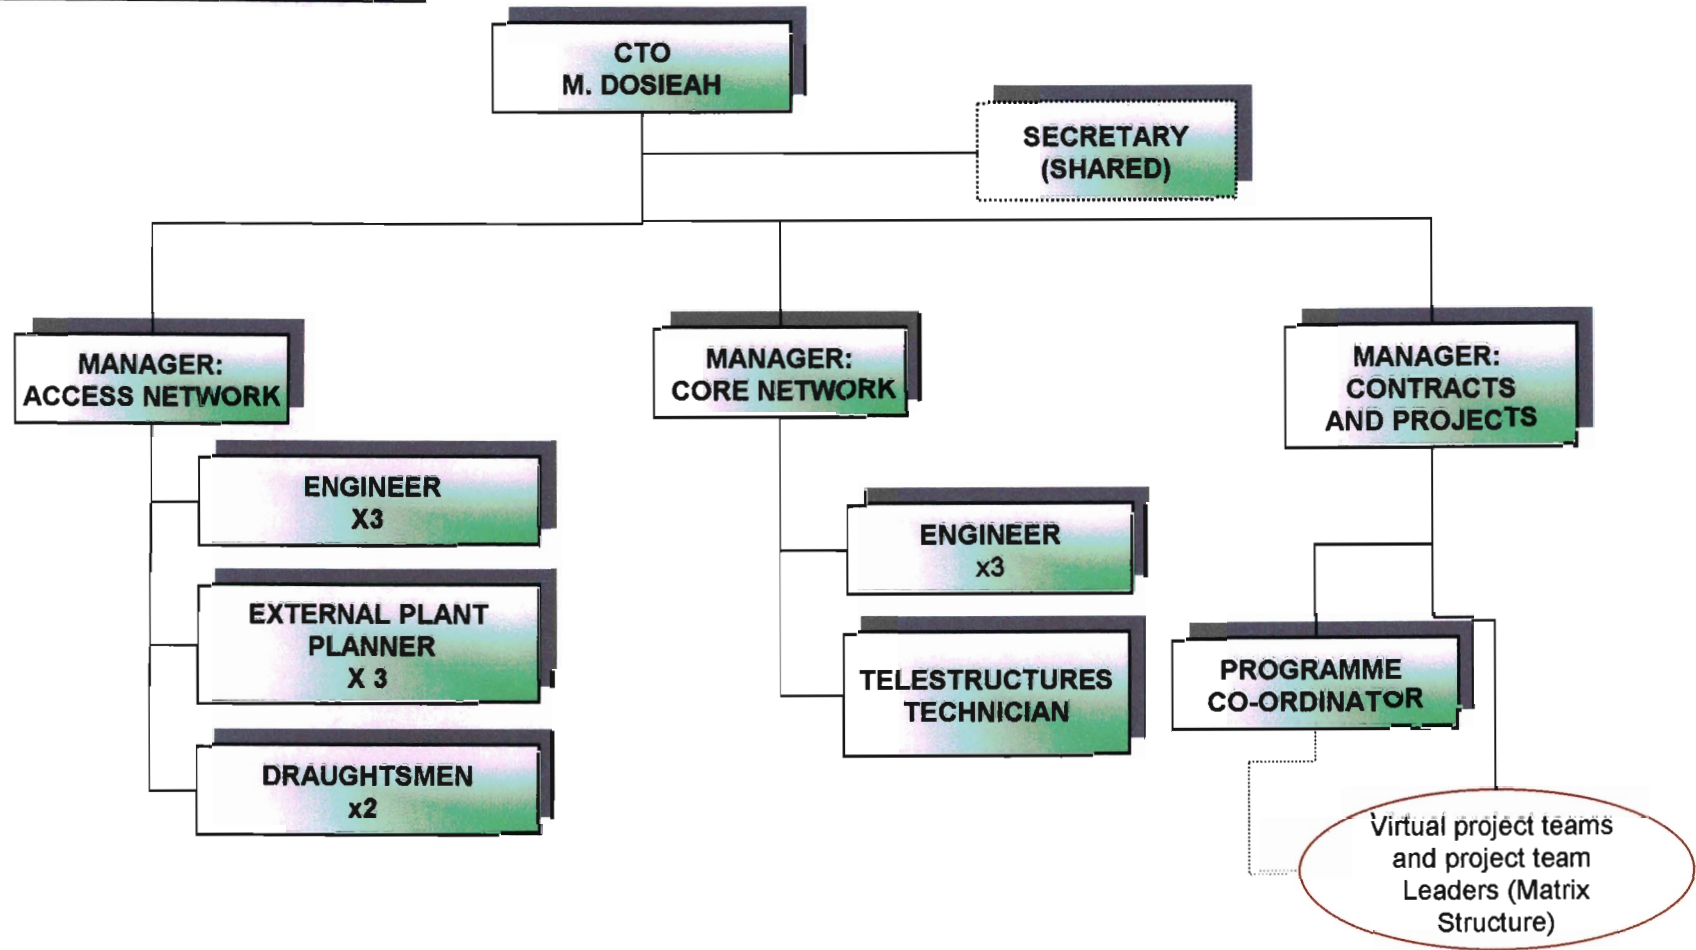 CTO
M. DOSIEAH
SECRETARY
(SHARED)
MANAGER:
ACCESS NETWORK
MANAGER:
CORE NETWORK
MANAGER:
CONTRACTS
AND PROJECTS
ENGINEER
X3
EXTERNAL PLANT
PLANNER
X 3
DRAUGHTSMEN
x2
ENGINEER
x3
TELESTRUCTURES
TECHNICIAN
PROGRAMME
CO-ORDINATOR
Virtual project teams
and project team
Leaders (Matrix
Structure)